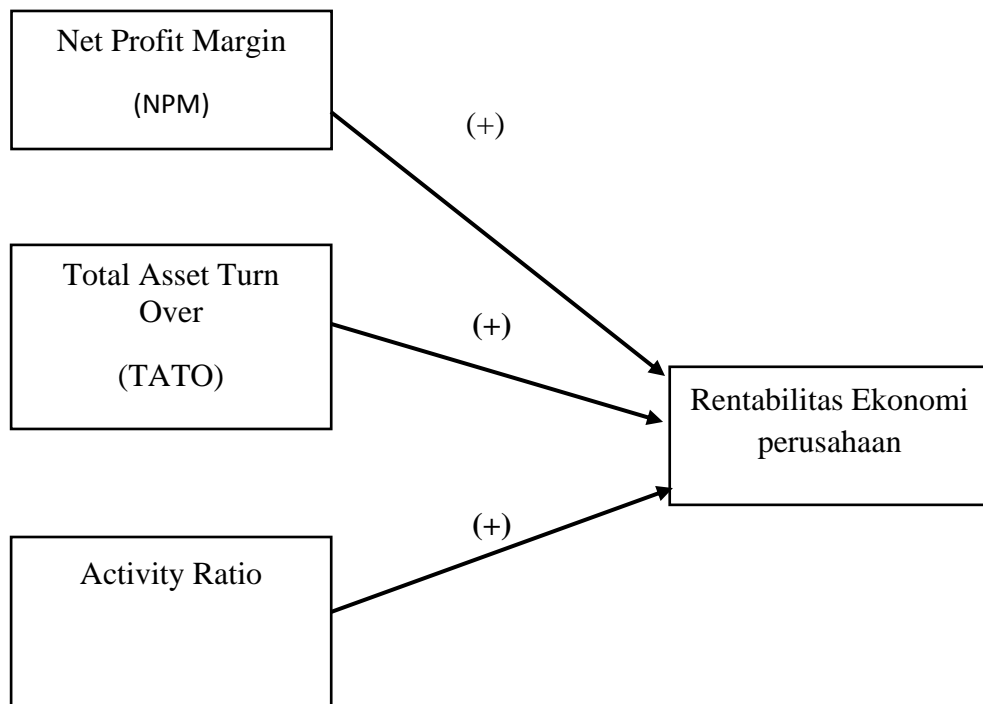 Net Profit Margin
(NPM)
(+)
Total Asset Turn
Over
(TATO)
(+)
Rentabilitas Ekonomi
perusahaan
(+)
Activity Ratio